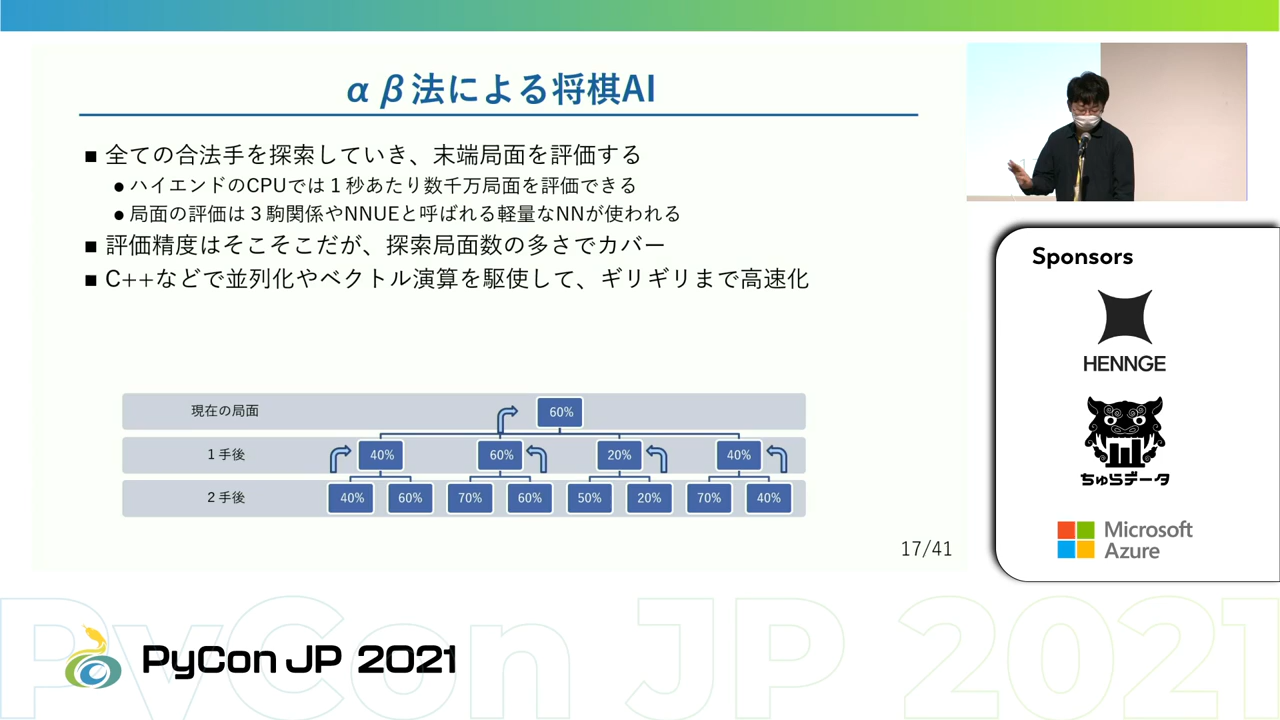 αβ法による将棋AI
■ 全ての合法手を探索していき、末端局面を評価する
● ハイエンドのCPUでは１秒あたり数千万局面を評価できる
● 局面の評価は３駒関係やNNUEと呼ばれる軽量なNNが使われる
■ 評価精度はそこそこだが、探索局面数の多さでカバー
■ C++などで並列化やベクトル演算を駆使して、ギリギリまで高速化
現在の局面 60%
１手後 40% 60% 20% 40%
２手後 40% 60% 70% 60% 50% 20% 70% 40%
17/41
Sponsors
HENNGE
ちゅらデータ
Microsoft
Azure
PyCon JP 2021
PyCon JP 2021